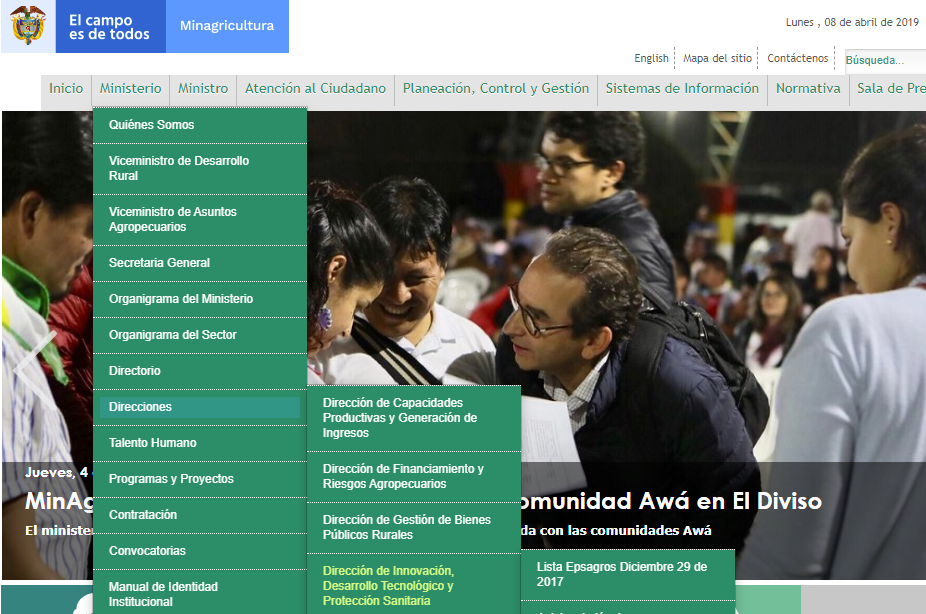 El campo
es de todos
Minagricultura
Lunes , 08 de abril de 2019
English
Mapa del sitio
Contáctenos
Búsqueda...
Inicio
Ministerio
Ministro
Atención al Ciudadano
Planeación, Control y Gestión
Sistemas de Información
Normativa
Sala de Pre
Quiénes Somos
Viceministro de Desarrollo
Rural
Viceministro de Asuntos
Agropecuarios
Secretaria General
Organigrama del Ministerio
Organigrama del Sector
Directorio
Direcciones
Talento Humano
Programas y Proyectos
Contratación
Convocatorias
Manual de Identidad
Institucional
Dirección de Capacidades
Productivas y Generación de
Ingresos
Dirección de Financiamiento y
Riesgos Agropecuarios
Dirección de Gestión de Bienes
Públicos Rurales
Dirección de Innovación,
Desarrollo Tecnológico y
Protección Sanitaria
Lista Epsagros Diciembre 29 de
2017
Jueves, 4
MinAg
omunidad Awá en El Diviso
El minister
da con las comunidades Awá